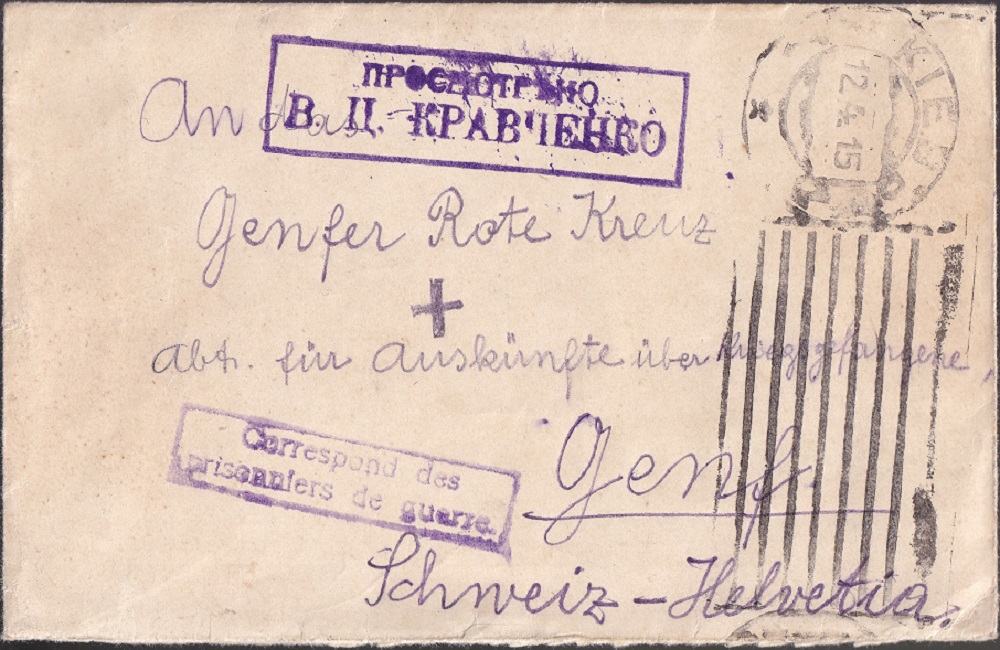 ПРОСМОТРѢНО
В. Ц. КРАВЧЕНКО
An das
Genfer Rote Kreuz
Abt. für Auskünfte über Kriegsgefangene,
Genf.
Schweiz - Helvetia.
Correspond des
prisonniers de guerre.
12.4.15